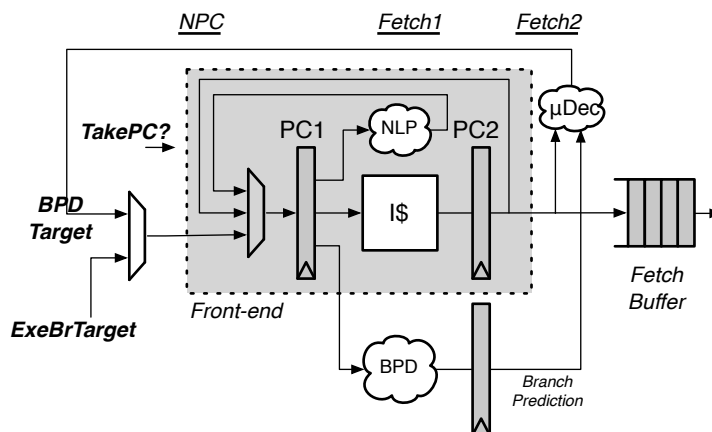 NPC
Fetch1
Fetch2
TakePC?
PC1
NLP
PC2
µDec
BPD
Target
I$
Fetch
Buffer
Front-end
ExeBrTarget
BPD
Branch
Prediction